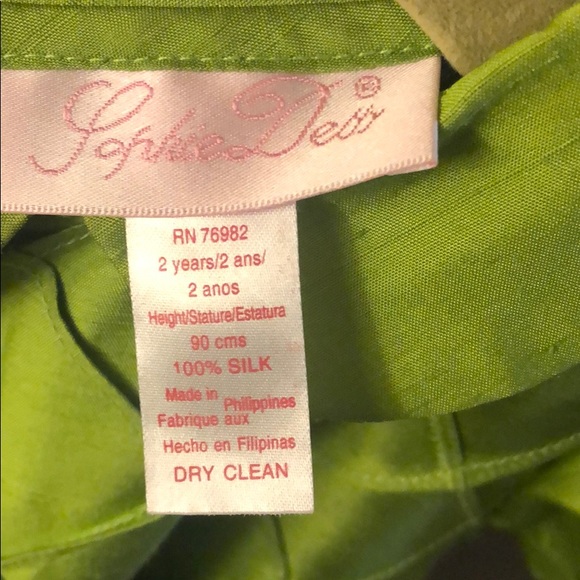 Sophie Dess®
RN 76982
2 years/2 ans/
2 anos
Height/Stature/Estatura
90 cms
100% SILK
Made in Philippines
Fabrique aux
Hecho en Filipinas
DRY CLEAN